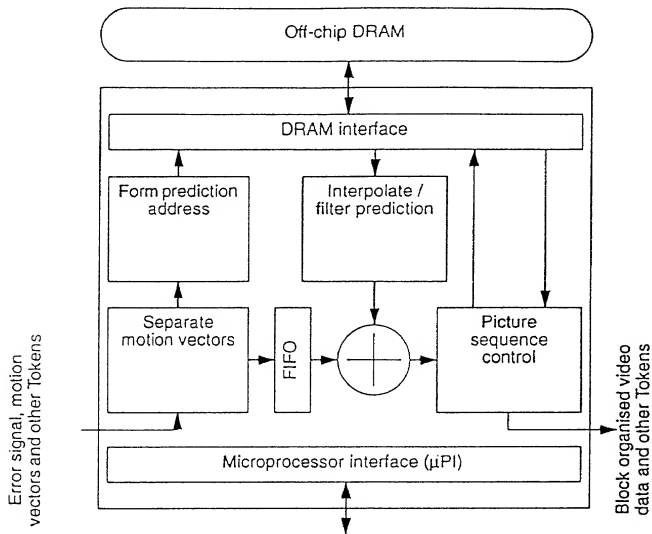 Off-chip DRAM
DRAM interface
Form prediction
address
Interpolate /
filter prediction
Separate
motion vectors
FIFO
Picture
sequence
control
Error signal, motion
vectors and other Tokens
Block organised video
data and other Tokens
Microprocessor interface (µPI)